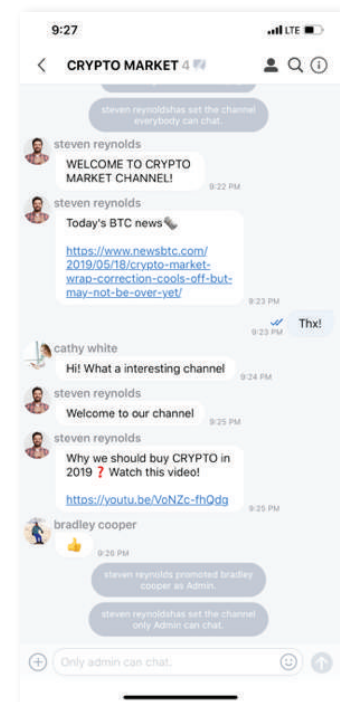 9:27
LTE
CRYPTO MARKET 4
steven reynoldshas set the channel
everybody can chat.
steven reynolds
WELCOME TO CRYPTO
MARKET CHANNEL!
9:22 PM
steven reynolds
Today's BTC news
https://www.newsbtc.com/
2019/05/18/crypto-market-
wrap-correction-cools-off-but-
may-not-be-over-yet/
9:23 PM
Thx!
9:23 PM
cathy white
Hi! What a interesting channel
9:24 PM
steven reynolds
Welcome to our channel
9:25 PM
steven reynolds
Why we should buy CRYPTO in
2019 ❓ Watch this video!
https://youtu.be/VoNZc-fhQdg
9:25 PM
bradley cooper
👍
9:26 PM
steven reynolds promoted bradley
cooper as Admin.
steven reynoldshas set the channel
only Admin can chat.
Only admin can chat.